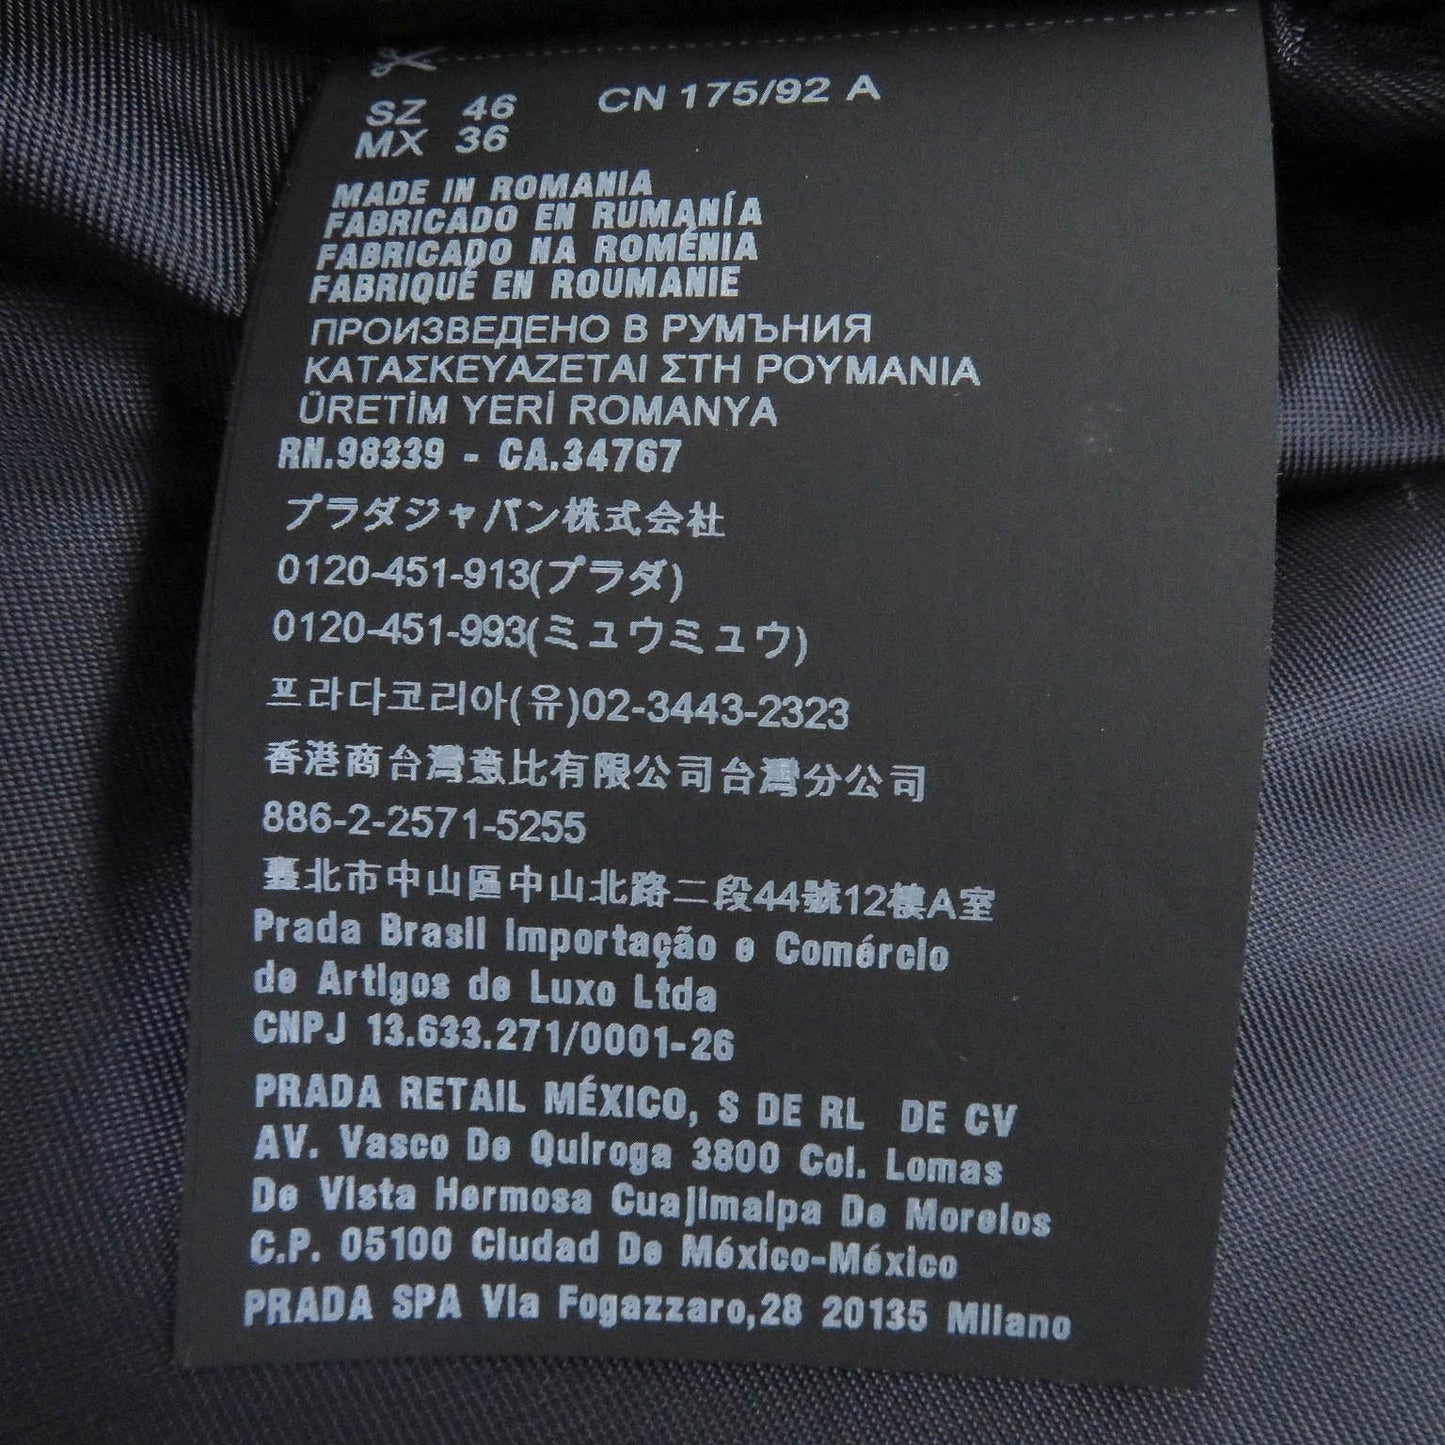 SZ 46 CN 175/92 A
MX 36
MADE IN ROMANIA
FABRICADO EN RUMANÍA
FABRICADO NA ROMÉNIA
FABRIQUÉ EN ROUMANIE
ПРОИЗВЕДЕНО В РУМЪНИЯ
ΚΑΤΑΣΚΕΥΑΖΕΤΑΙ ΣΤΗ ΡΟΥΜΑΝΙΑ
ÜRETİM YERİ ROMANYA
RN.98339 - CA.34767
プラダジャパン株式会社
0120-451-913(プラダ)
0120-451-993(ミュウミュウ)
프라다코리아(유)02-3443-2323
香港商台灣意比有限公司台灣分公司
886-2-2571-5255
臺北市中山區中山北路二段44號12樓A室
Prada Brasil Importação e Comércio
de Artigos de Luxo Ltda
CNPJ 13.633.271/0001-26
PRADA RETAIL MÉXICO, S DE RL DE CV
AV. Vasco De Quiroga 3800 Col. Lomas
De Vista Hermosa Cuajimalpa De Morelos
C.P. 05100 Ciudad De México-México
PRADA SPA Via Fogazzaro,28 20135 Milano